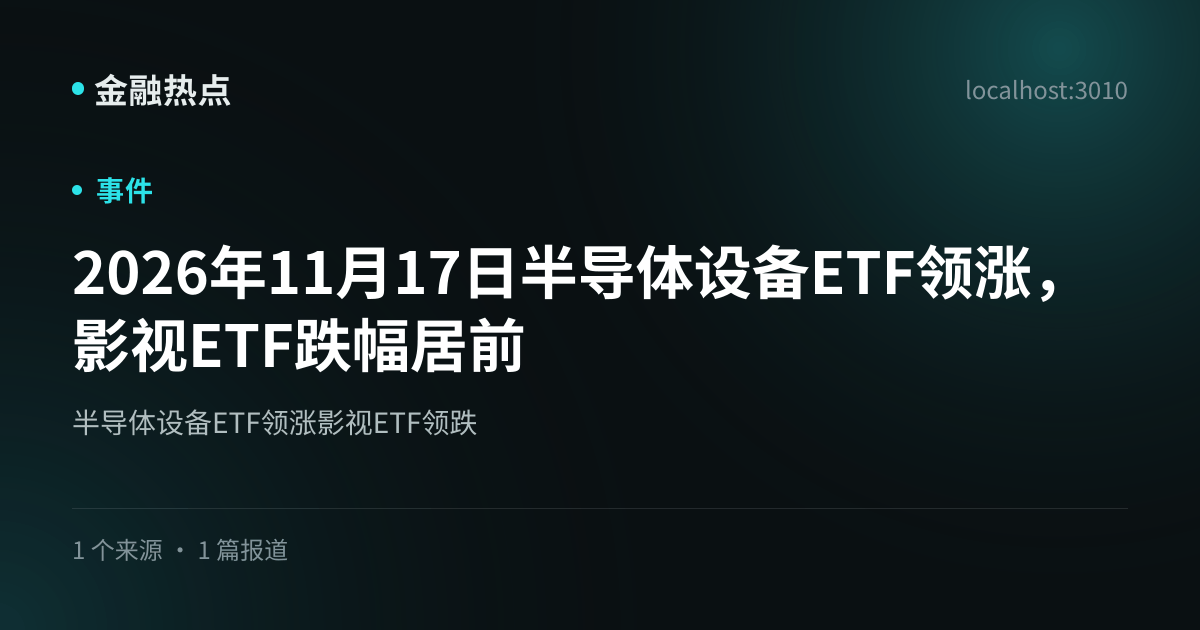 金融热点
localhost:3010
事件
2026年11月17日半导体设备ETF领涨，
影视ETF跌幅居前
半导体设备ETF领涨影视ETF领跌
1 个来源 · 1 篇报道